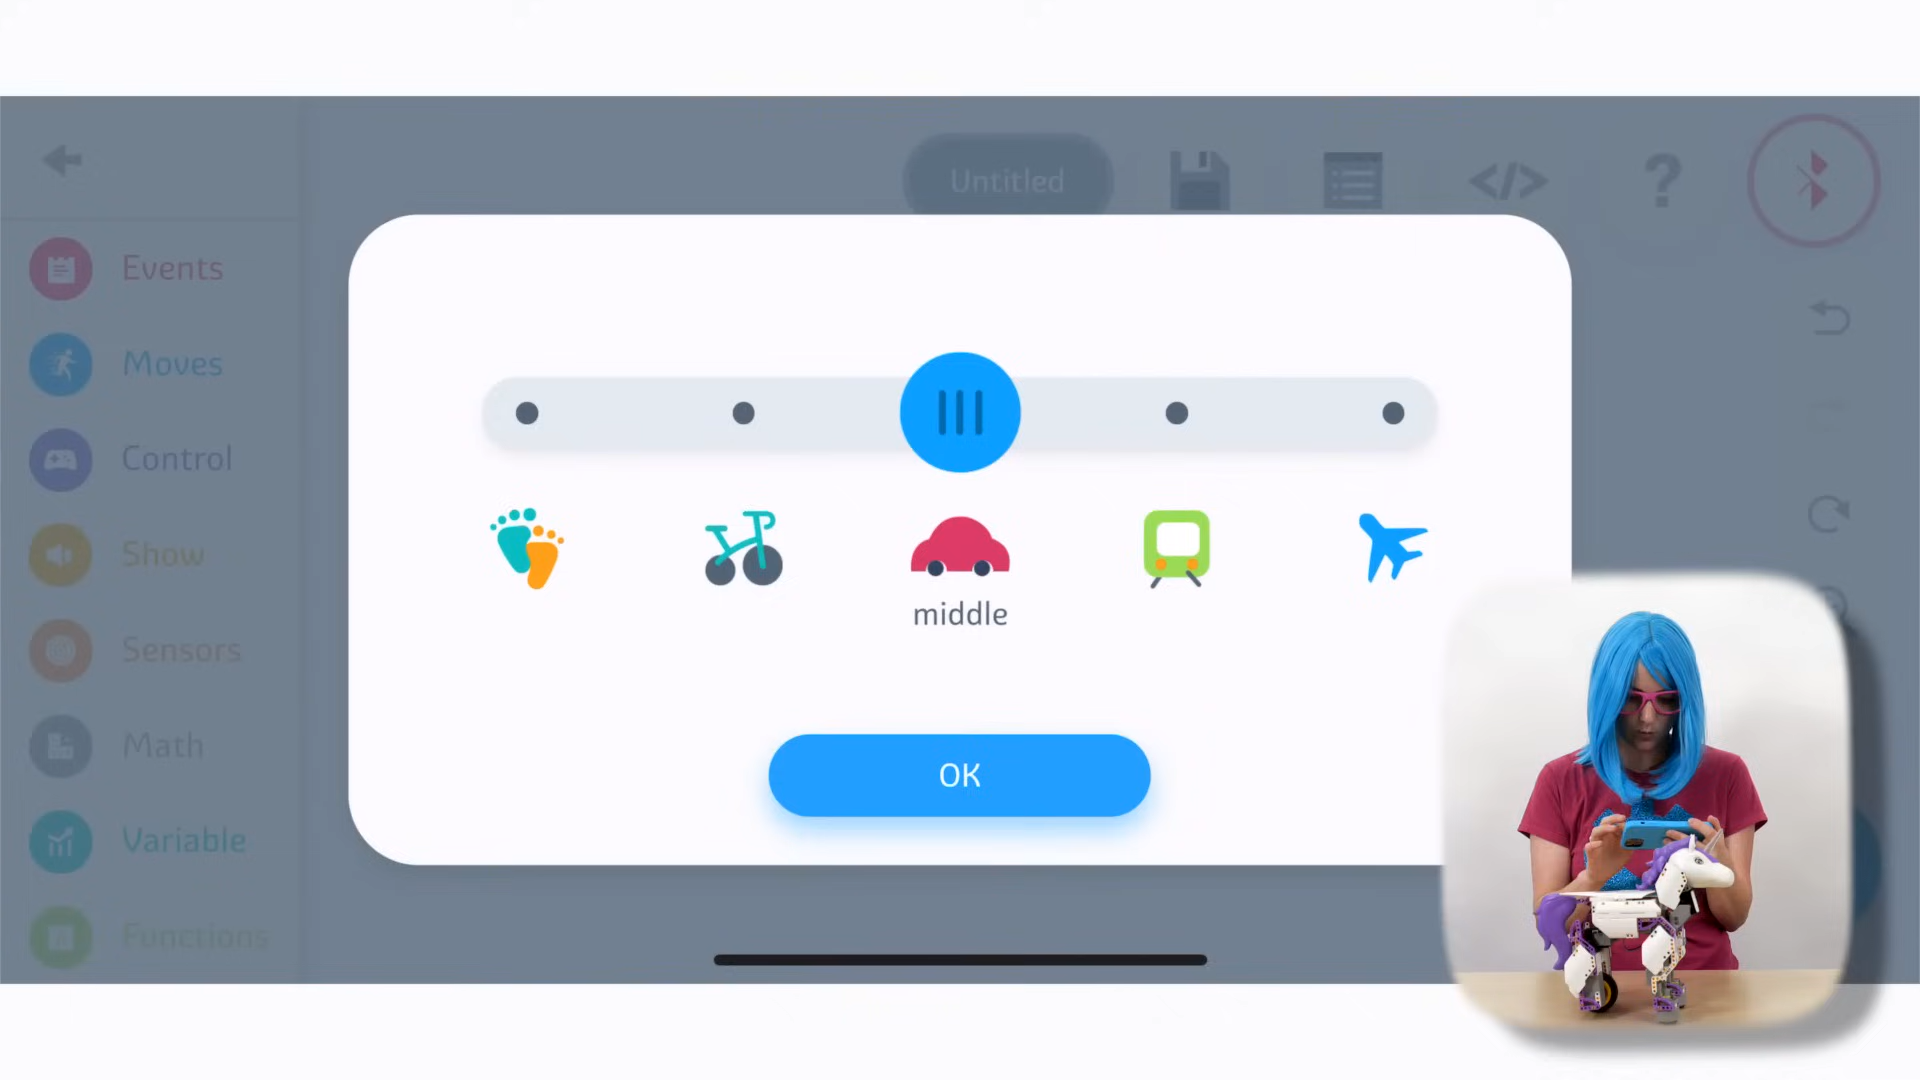 Untitled
</>
?
Events
Moves
Control
Show
Sensors
Math
Variable
Functions
middle
OK